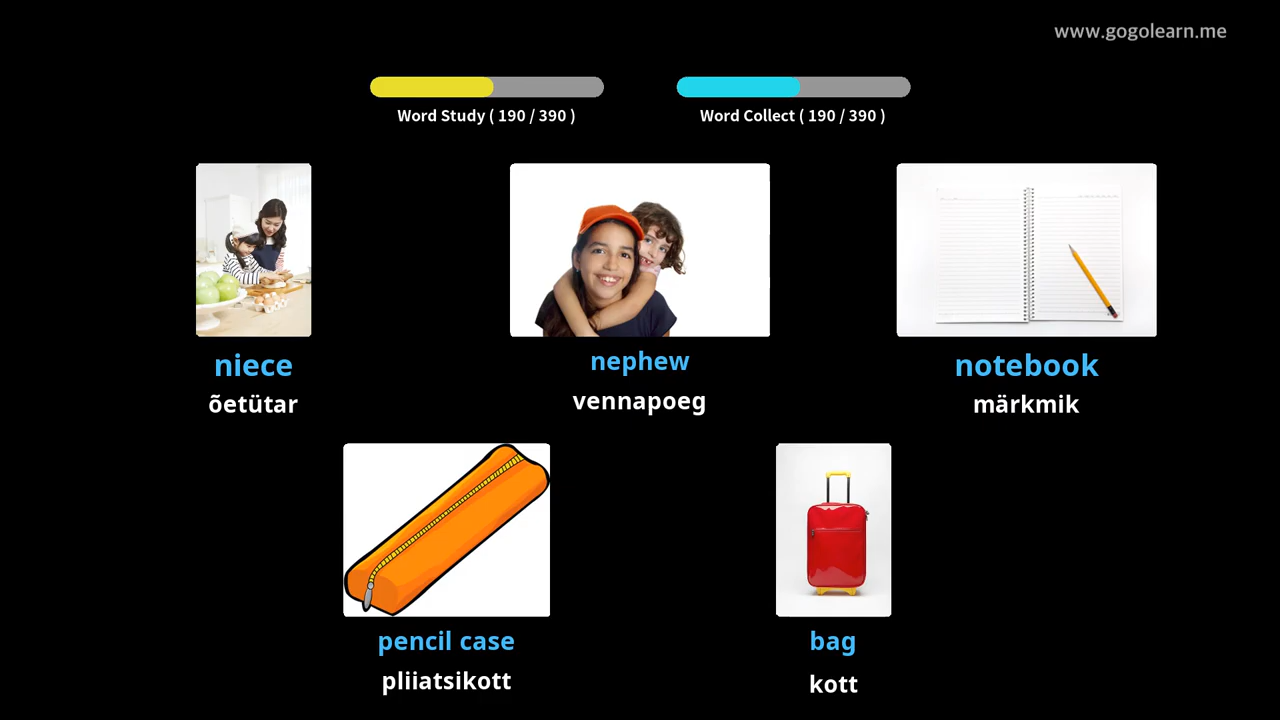 www.gogolearn.me
Word Study ( 190 / 390 )
Word Collect ( 190 / 390 )
niece
õetütar
nephew
vennapoeg
notebook
märkmik
pencil case
pliiatsikott
bag
kott